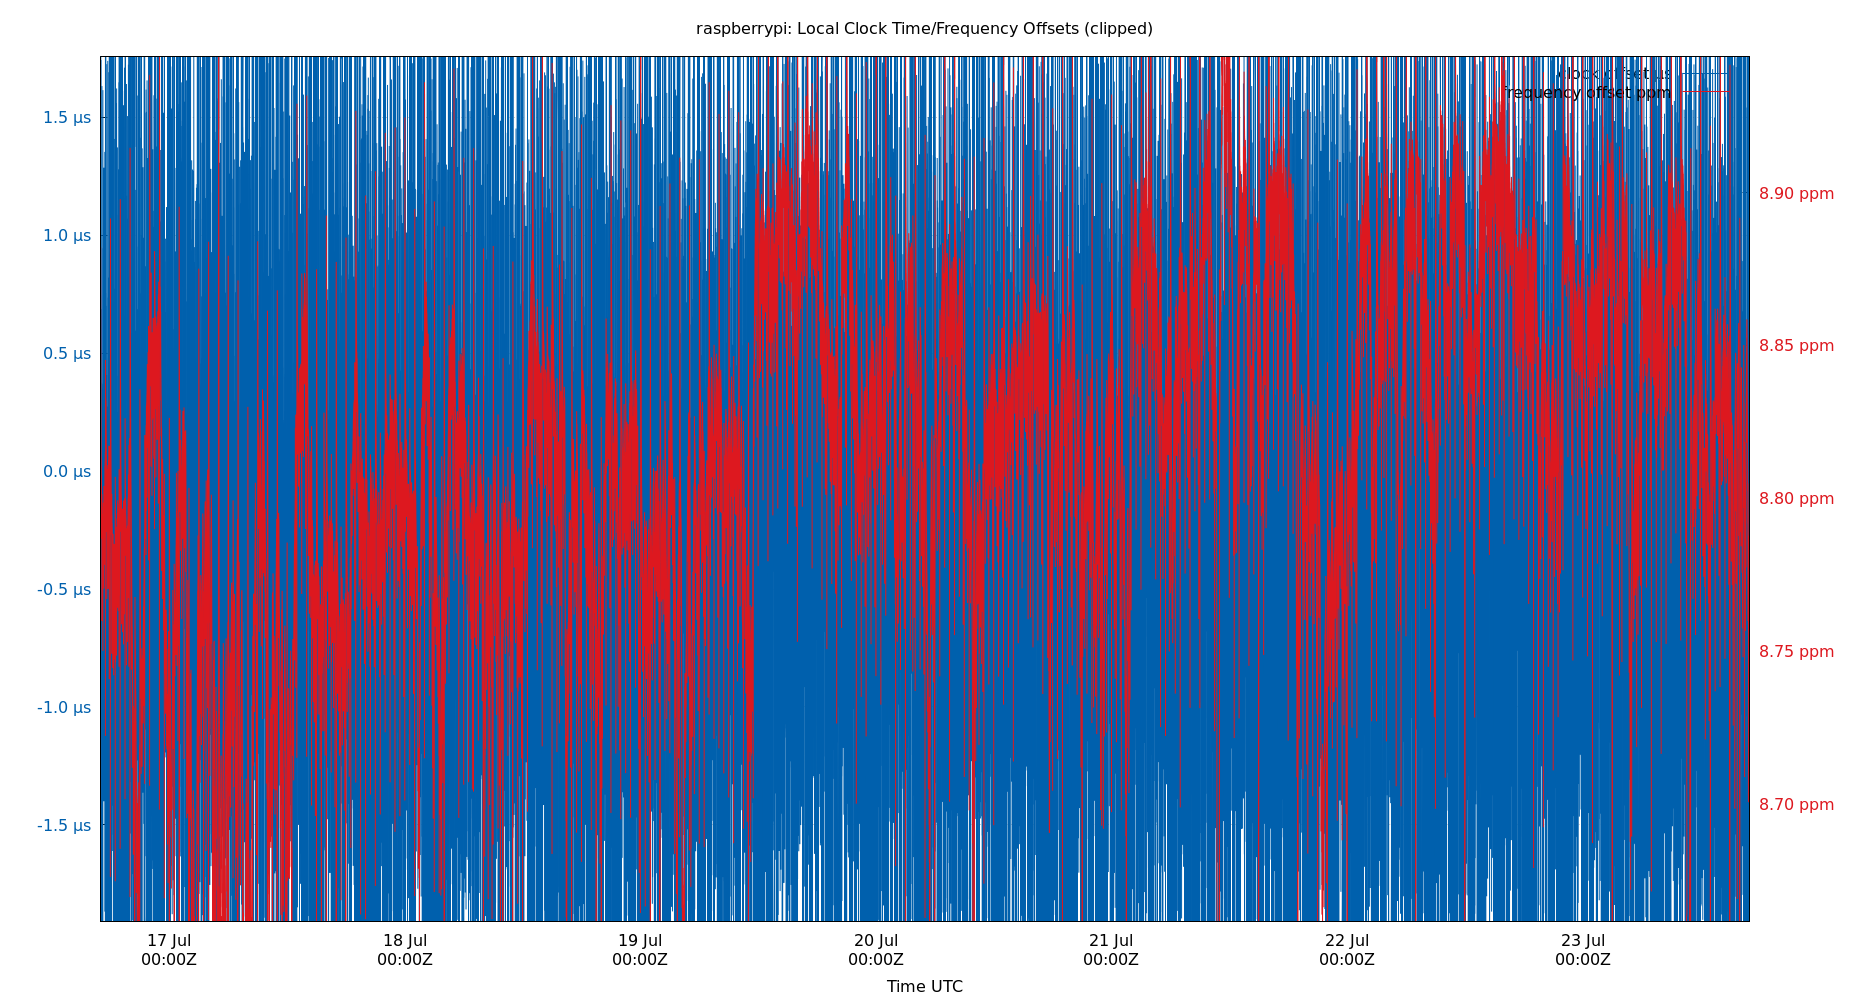 raspberrypi: Local Clock Time/Frequency Offsets (clipped)
clock offset µs
frequency offset ppm
1.5 µs
1.0 µs
0.5 µs
0.0 µs
-0.5 µs
-1.0 µs
-1.5 µs
8.90 ppm
8.85 ppm
8.80 ppm
8.75 ppm
8.70 ppm
17 Jul
00:00Z
18 Jul
00:00Z
19 Jul
00:00Z
20 Jul
00:00Z
21 Jul
00:00Z
22 Jul
00:00Z
23 Jul
00:00Z
Time UTC